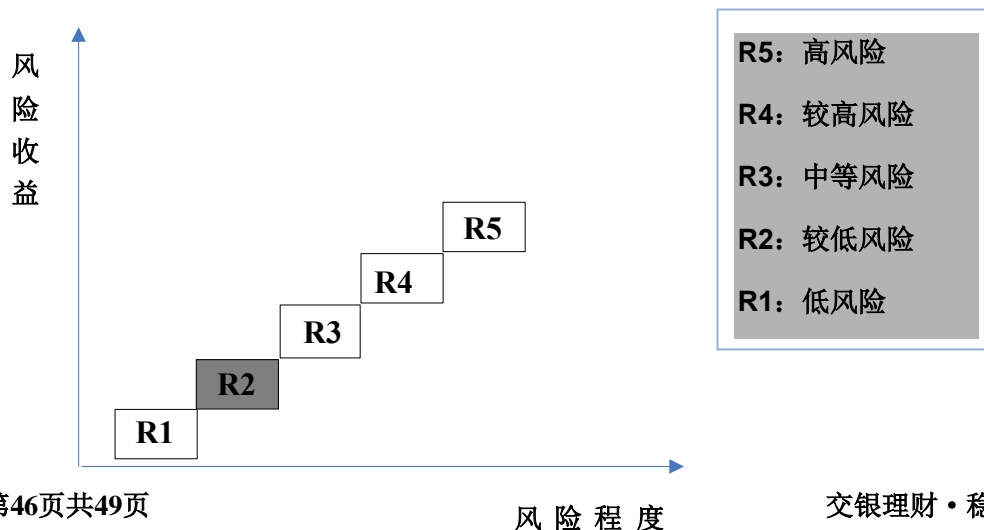 风
险
收
益
R5
R4
R3
R2
R1
R5：高风险
R4：较高风险
R3：中等风险
R2：较低风险
R1：低风险
第46页共49页
风 险 程 度
交银理财·稳